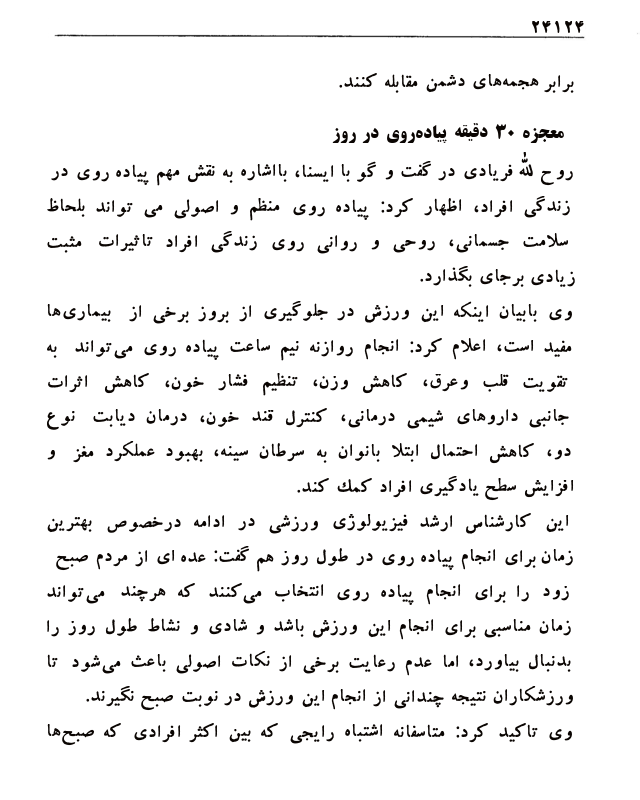 ۲۴۱۲۴
برابر هجمه‌های دشمن مقابله کنند.
معجزه ۳۰ دقیقه پیاده‌روی در روز
روح الله فریادی در گفت و گو با ایسنا، بااشاره به نقش مهم پیاده روی در
زندگی افراد، اظهار کرد: پیاده روی منظم و اصولی می تواند بلحاظ
سلامت جسمانی، روحی و روانی روی زندگی افراد تاثیرات مثبت
زیادی برجای بگذارد.
وی بابیان اینکه این ورزش در جلوگیری از بروز برخی از بیماری‌ها
مفید است، اعلام کرد: انجام روازنه نیم ساعت پیاده روی می‌تواند به
تقویت قلب وعرق، کاهش وزن، تنظیم فشار خون، کاهش اثرات
جانبی داروهای شیمی درمانی، کنترل قند خون، درمان دیابت نوع
دو، کاهش احتمال ابتلا بانوان به سرطان سینه، بهبود عملکرد مغز و
افزایش سطح یادگیری افراد کمك کند.
این کارشناس ارشد فیزیولوژی ورزشی در ادامه درخصوص بهترین
زمان برای انجام پیاده روی در طول روز هم گفت: عده ای از مردم صبح
زود را برای انجام پیاده روی انتخاب می‌کنند که هرچند می‌تواند
زمان مناسبی برای انجام این ورزش باشد و شادی و نشاط طول روز را
بدنبال بیاورد، اما عدم رعایت برخی از نکات اصولی باعث می‌شود تا
ورزشکاران نتیجه چندانی از انجام این ورزش در نوبت صبح نگیرند.
وی تاکید کرد: متاسفانه اشتباه رایجی که بین اکثر افرادی که صبح‌ها